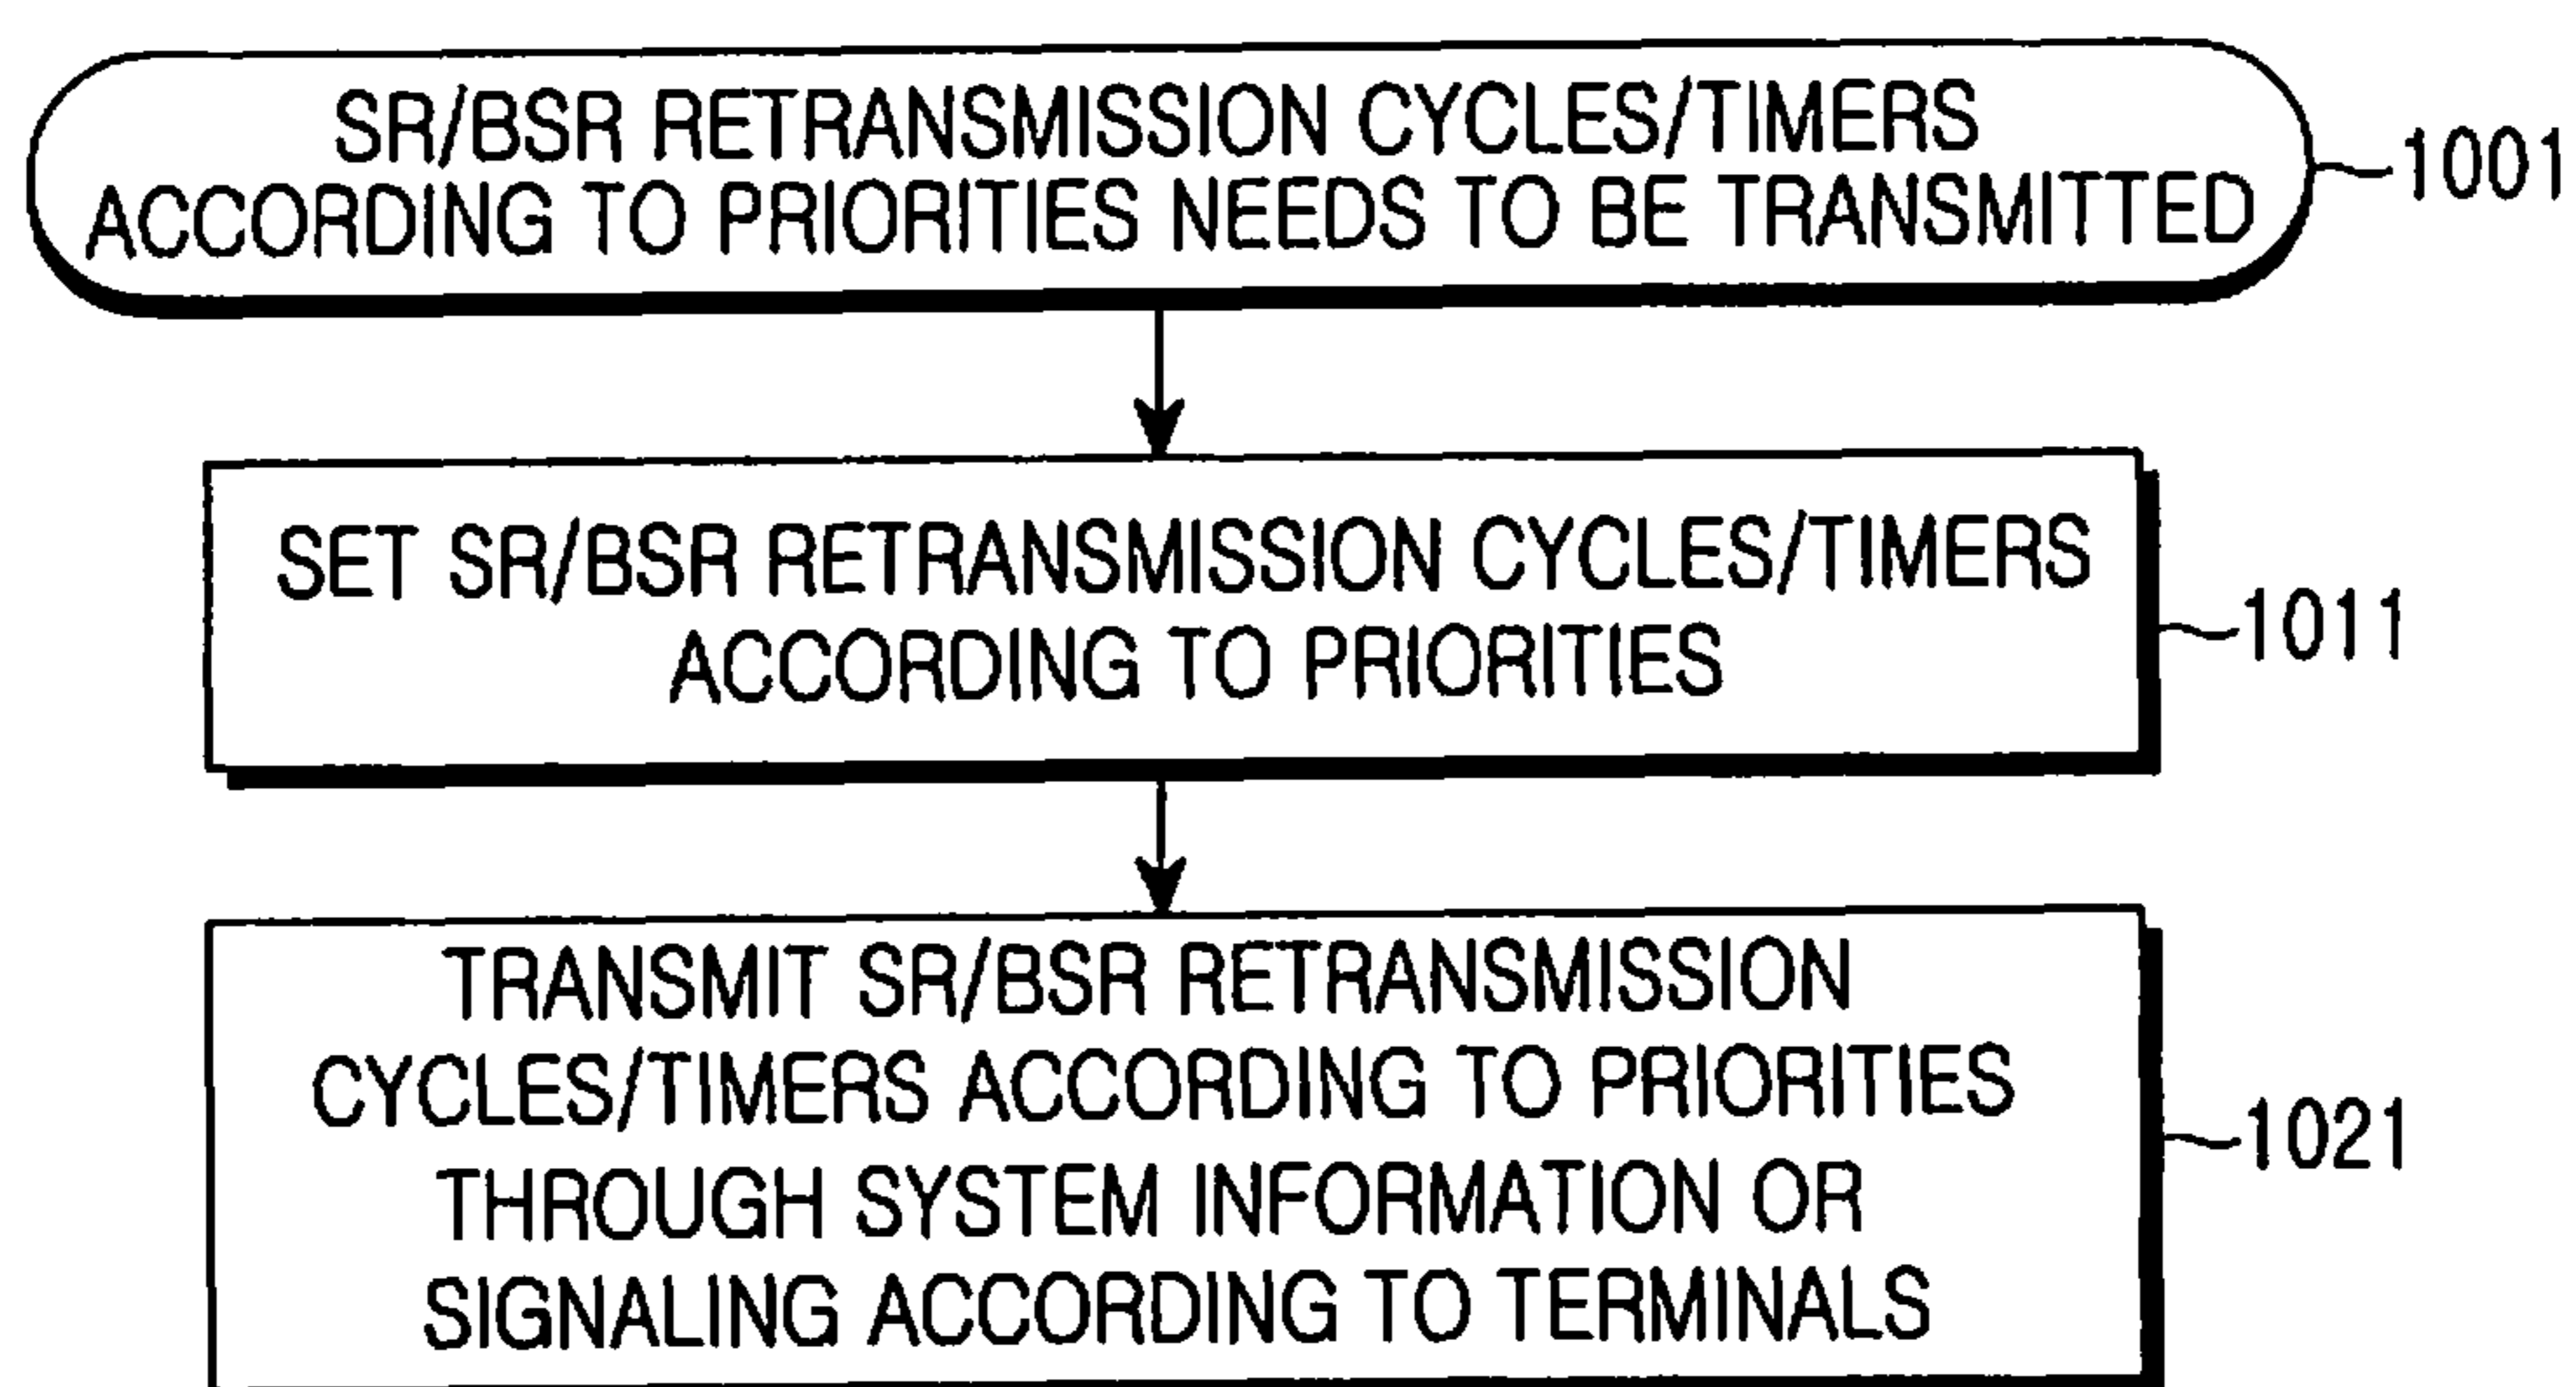 SR/BSR RETRANSMISSION CYCLES/TIMERS
ACCORDING TO PRIORITIES NEEDS TO BE TRANSMITTED
1001
SET SR/BSR RETRANSMISSION CYCLES/TIMERS
ACCORDING TO PRIORITIES
1011
TRANSMIT SR/BSR RETRANSMISSION
CYCLES/TIMERS ACCORDING TO PRIORITIES
THROUGH SYSTEM INFORMATION OR
SIGNALING ACCORDING TO TERMINALS
1021